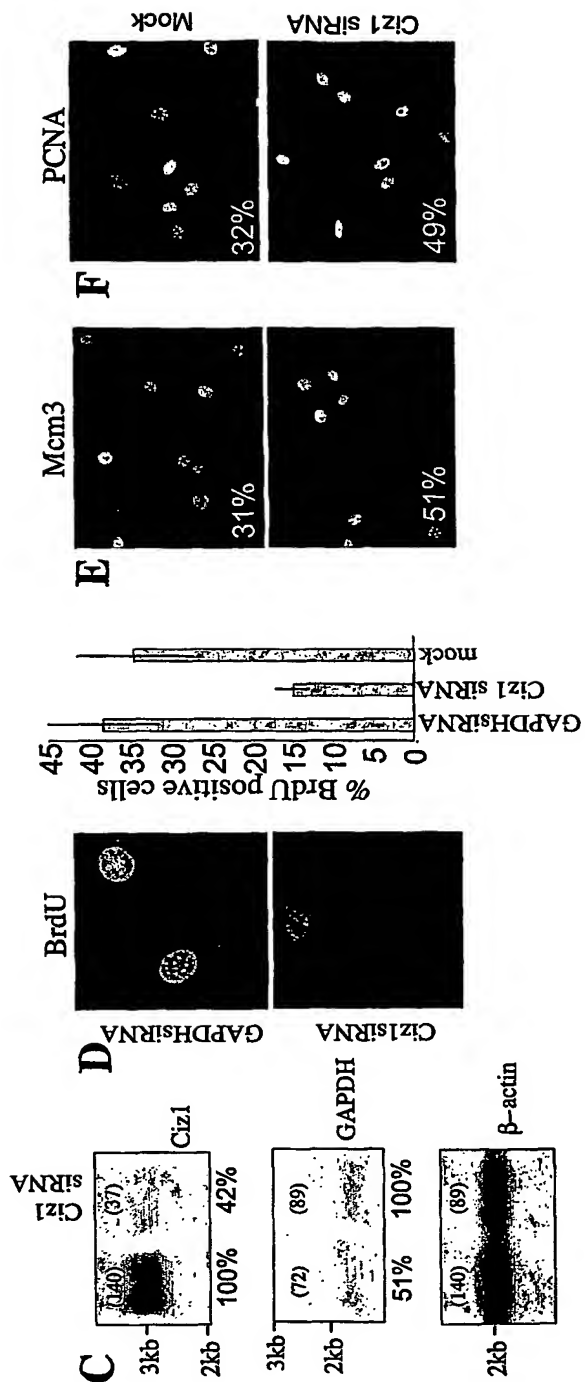 C
Ciz1
siRNA
(140) (37)
3kb
2kb
Ciz1
100% 42%
3kb
2kb
(72) (89)
GAPDH
51% 100%
(140) (89)
2kb
β-actin
D
BrdU
GAPDHsiRNA
Ciz1siRNA
% BrdU positive cells
45
40
35
30
25
20
15
10
5
0
GAPDHsiRNA
Ciz1 siRNA
mock
E
Mcm3
31%
51%
F
PCNA
32%
49%
Mock
Ciz1 siRNA